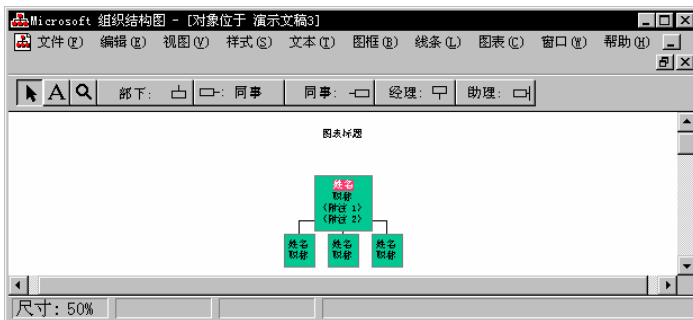 Microsoft 组织结构图 - [对象位于 演示文稿3]
文件(F) 编辑(E) 视图(V) 样式(S) 文本(T) 图框(B) 线条(L) 图表(C) 窗口(W) 帮助(H)
A 部下: :同事 同事: 经理: 助理:
图表标题
姓名
职称
<附注 1>
<附注 2>
姓名 姓名 姓名
职称 职称 职称
尺寸: 50%